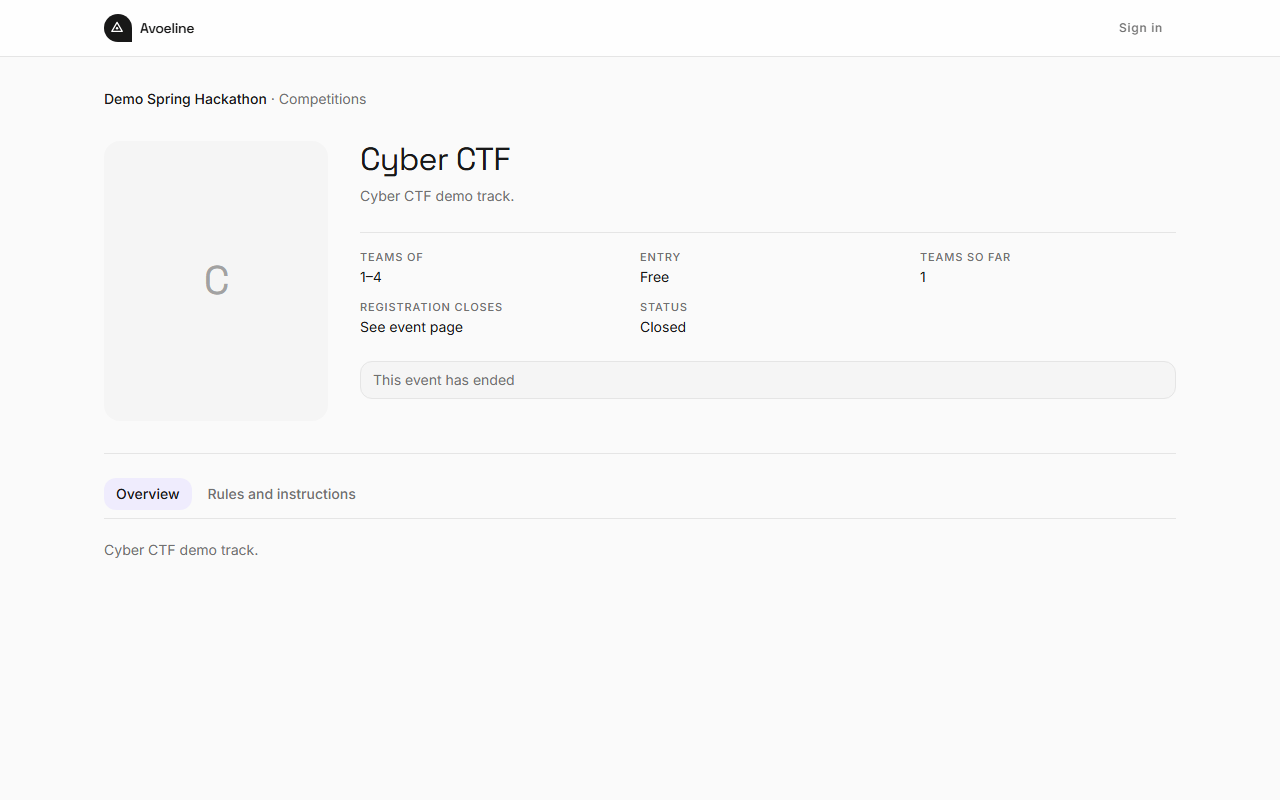 Avoeline
Sign in
Demo Spring Hackathon · Competitions
C
Cyber CTF
Cyber CTF demo track.
TEAMS OF
1–4
ENTRY
Free
TEAMS SO FAR
1
REGISTRATION CLOSES
See event page
STATUS
Closed
This event has ended
Overview
Rules and instructions
Cyber CTF demo track.